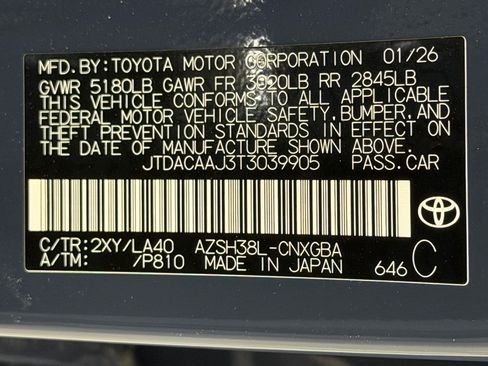 MFD.BY:TOYOTA MOTOR CORPORATION 01/26
GVWR 5180LB GAWR FR 3020LB RR 2845LB
THIS VEHICLE CONFORMS TO ALL APPLICABLE
FEDERAL MOTOR VEHICLE SAFETY,BUMPER,AND
THEFT PREVENTION STANDARDS IN EFFECT ON
THE DATE OF MANUFACTURE SHOWN ABOVE.
JTDACAAJ3T3039905 PASS.CAR
C/TR:2XY/LA40 AZSH38L-CNXGBA
A/TM: /P810 MADE IN JAPAN 646 C